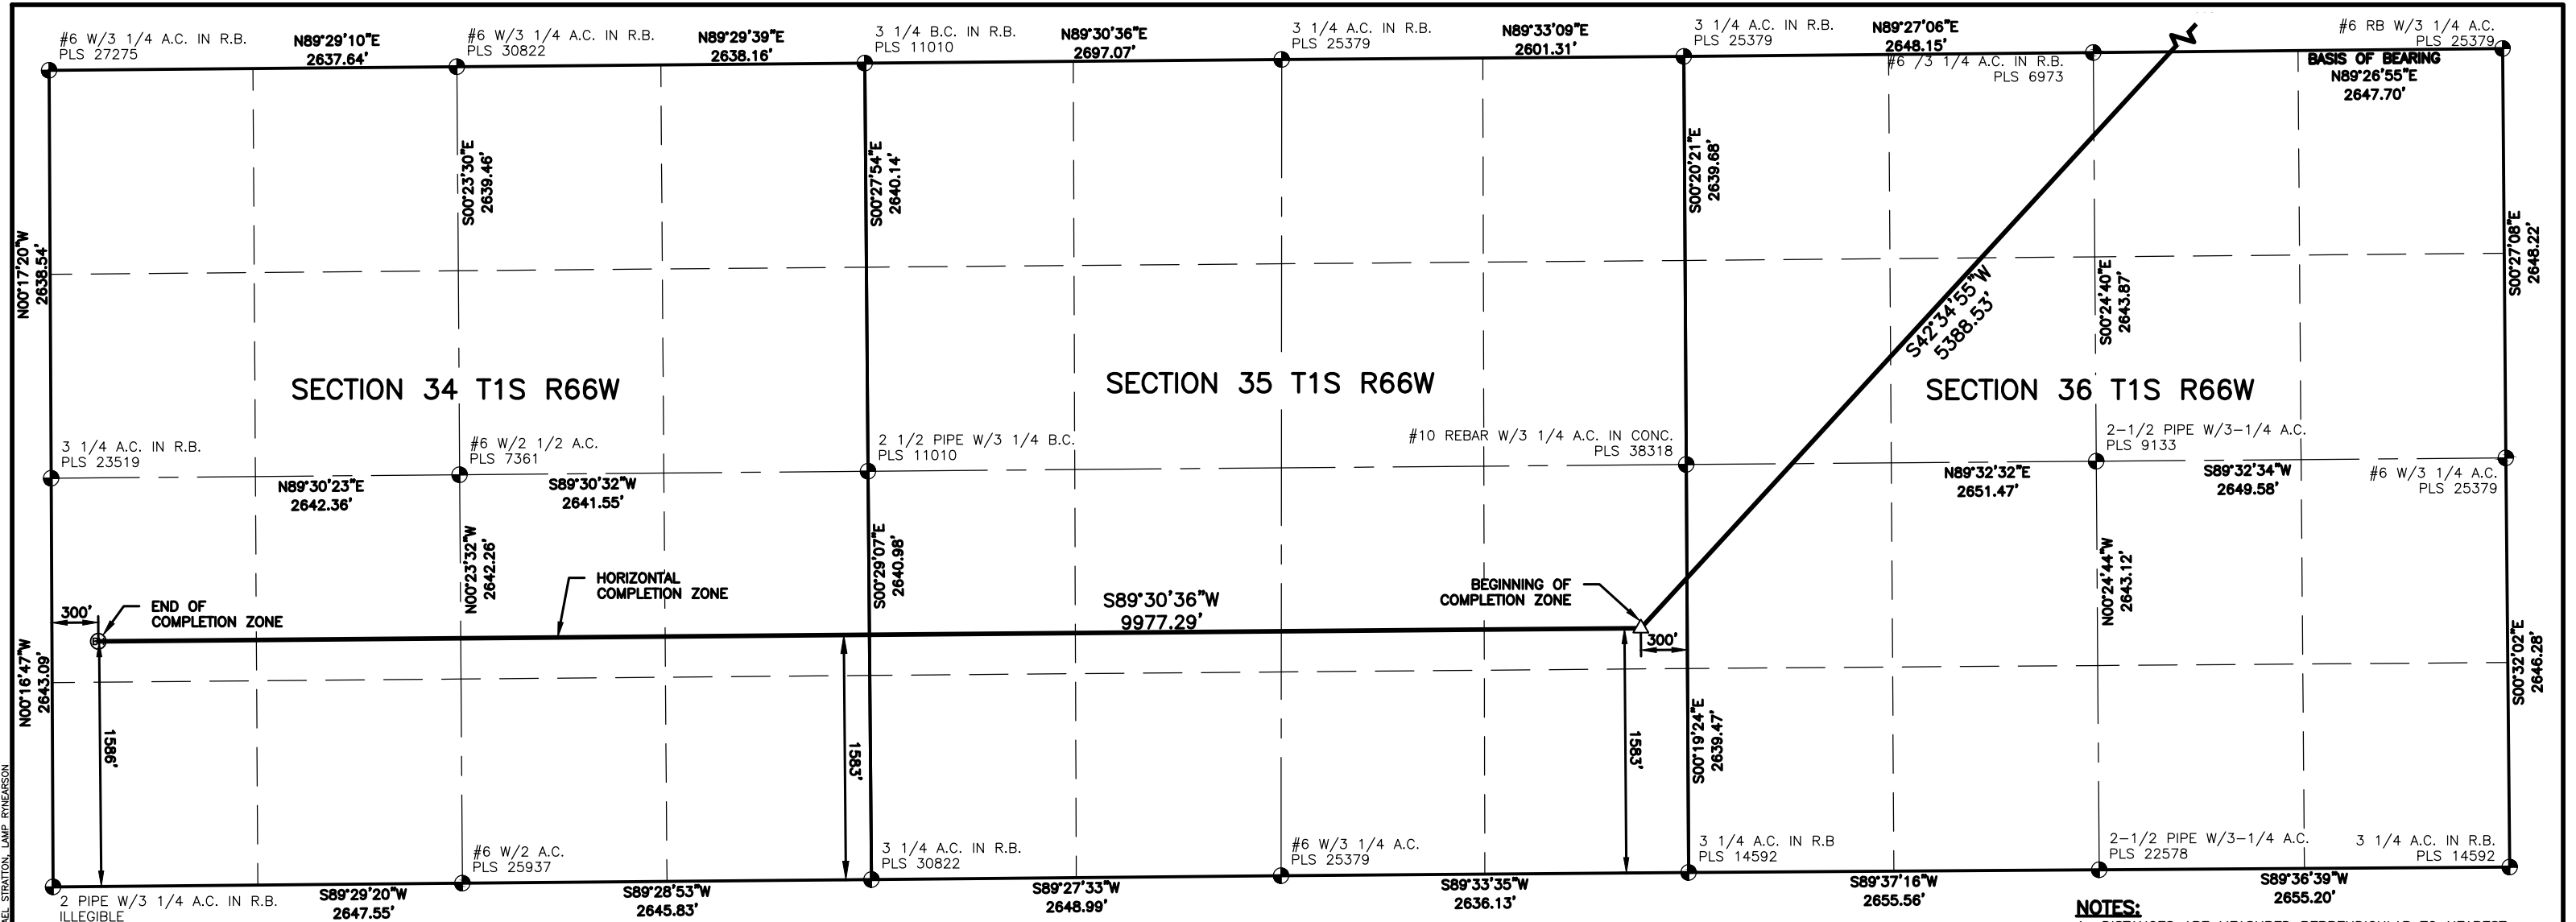 #6 W/3 1/4 A.C. IN R.B.
PLS 27275
N89°29'10"E
2637.64'
#6 W/3 1/4 A.C. IN R.B.
PLS 30822
N89°29'39"E
2638.16'
3 1/4 B.C. IN R.B.
PLS 11010
N89°30'36"E
2697.07'
3 1/4 A.C. IN R.B.
PLS 25379
N89°33'09"E
2601.31'
3 1/4 A.C. IN R.B.
PLS 25379
N89°27'06"E
2648.15'
#6 /3 1/4 A.C. IN R.B.
PLS 6973
#6 RB W/3 1/4 A.C.
PLS 25379
BASIS OF BEARING
N89°26'55"E
2647.70'
N00°17'20"W
2638.54'
S00°23'30"E
2639.46'
S00°27'54"E
2640.14'
S00°20'21"E
2639.68'
S42°34'55"W
5388.53'
S00°24'40"E
2643.87'
S00°27'08"E
2648.22'
SECTION 34 T1S R66W
SECTION 35 T1S R66W
SECTION 36 T1S R66W
3 1/4 A.C. IN R.B.
PLS 23519
#6 W/2 1/2 A.C.
PLS 7361
2 1/2 PIPE W/3 1/4 B.C.
PLS 11010
#10 REBAR W/3 1/4 A.C. IN CONC.
PLS 38318
2-1/2 PIPE W/3-1/4 A.C.
PLS 9133
#6 W/3 1/4 A.C.
PLS 25379
N89°30'23"E
2642.36'
S89°30'32"W
2641.55'
N89°32'32"E
2651.47'
S89°32'34"W
2649.58'
N00°16'47"W
2643.09'
N00°23'32"W
2642.26'
S00°29'07"E
2640.98'
S00°19'24"E
2639.47'
N00°24'44"W
2643.12'
S00°32'02"E
2646.28'
300'
END OF
COMPLETION ZONE
HORIZONTAL
COMPLETION ZONE
S89°30'36"W
9977.29'
BEGINNING OF
COMPLETION ZONE
300'
1586'
1583'
1583'
2 PIPE W/3 1/4 A.C. IN R.B.
ILLEGIBLE
S89°29'20"W
2647.55'
#6 W/2 A.C.
PLS 25937
S89°28'53"W
2645.83'
3 1/4 A.C. IN R.B.
PLS 30822
S89°27'33"W
2648.99'
#6 W/3 1/4 A.C.
PLS 25379
S89°33'35"W
2636.13'
3 1/4 A.C. IN R.B
PLS 14592
S89°37'16"W
2655.56'
2-1/2 PIPE W/3-1/4 A.C.
PLS 22578
S89°36'39"W
2655.20'
3 1/4 A.C. IN R.B.
PLS 14592
NOTES:
STRATTON, LAMP RYNEARSON